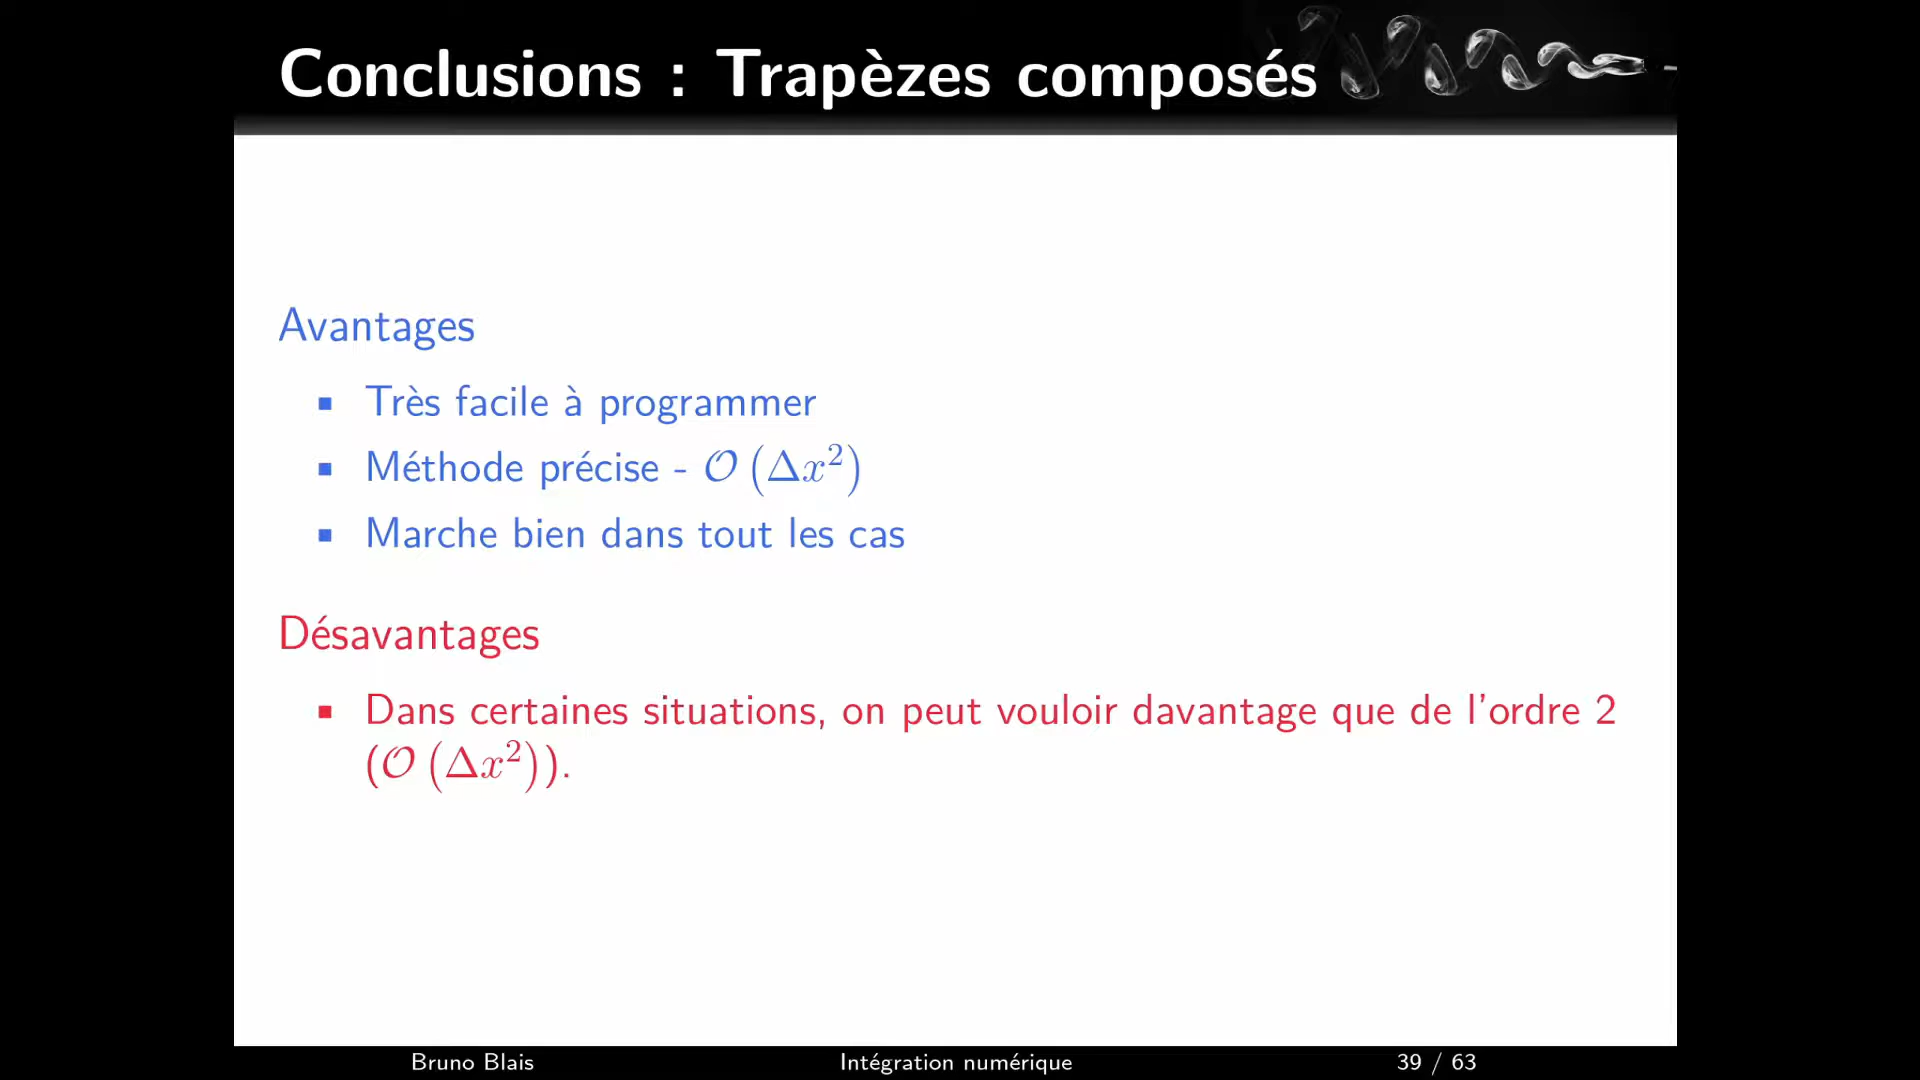 Conclusions : Trapèzes composés
Avantages
▪ Très facile à programmer
▪ Méthode précise - 𝒪 (Δx²)
▪ Marche bien dans tout les cas
Désavantages
▪ Dans certaines situations, on peut vouloir davantage que de l'ordre 2
(𝒪 (Δx²)).
Bruno Blais Intégration numérique 39 / 63